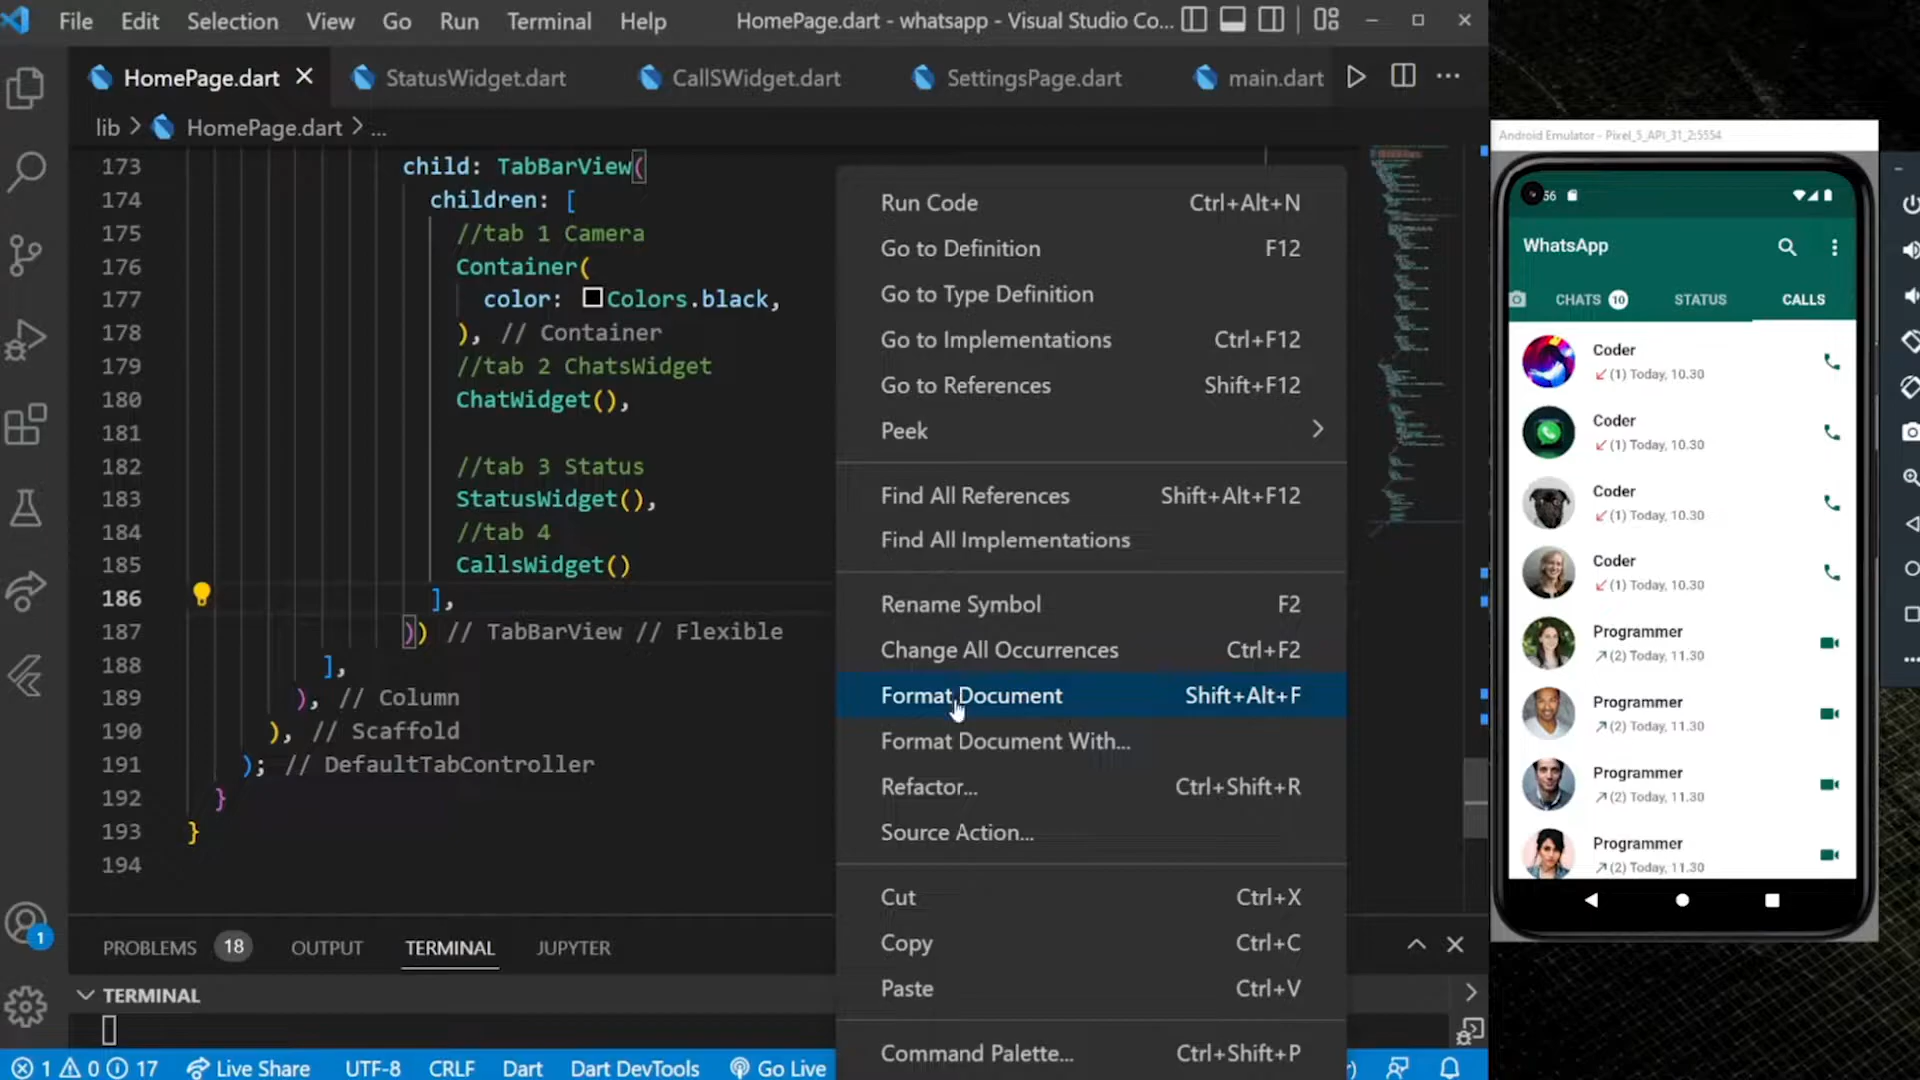 File Edit Selection View Go Run Terminal Help HomePage.dart - whatsapp - Visual Studio Co...
HomePage.dart StatusWidget.dart CallSWidget.dart SettingsPage.dart main.dart
lib > HomePage.dart > ...
173 child: TabBarView(
174 children: [
175 //tab 1 Camera
176 Container(
177 color: Colors.black,
178 ), // Container
179 //tab 2 ChatsWidget
180 ChatWidget(),
181
182 //tab 3 Status
183 StatusWidget(),
184 //tab 4
185 CallsWidget()
186 ],
187 )) // TabBarView // Flexible
188 ],
189 ), // Column
190 ), // Scaffold
191 ); // DefaultTabController
192 }
193 }
194
Run Code Ctrl+Alt+N
Go to Definition F12
Go to Type Definition
Go to Implementations Ctrl+F12
Go to References Shift+F12
Peek
Find All References Shift+Alt+F12
Find All Implementations
Rename Symbol F2
Change All Occurrences Ctrl+F2
Format Document Shift+Alt+F
Format Document With...
Refactor... Ctrl+Shift+R
Source Action...
Cut Ctrl+X
Copy Ctrl+C
Paste Ctrl+V
Command Palette... Ctrl+Shift+P
PROBLEMS 18 OUTPUT TERMINAL JUPYTER
TERMINAL
1
1 0 17 Live Share UTF-8 CRLF Dart Dart DevTools Go Live
Android Emulator - Pixel_5_API_31_2:5554
56
WhatsApp
CHATS 10 STATUS CALLS
Coder
(1) Today, 10.30
Coder
(1) Today, 10.30
Coder
(1) Today, 10.30
Coder
(1) Today, 10.30
Programmer
(2) Today, 11.30
Programmer
(2) Today, 11.30
Programmer
(2) Today, 11.30
Programmer
(2) Today, 11.30